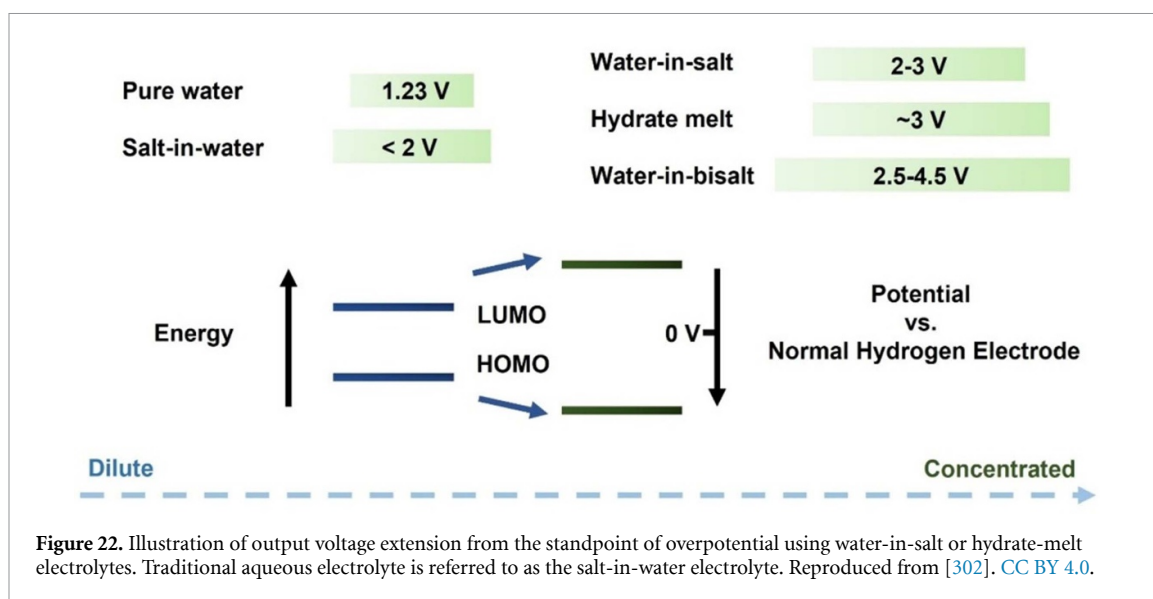 Pure water
1.23 V
Salt-in-water
< 2 V
Water-in-salt
2-3 V
Hydrate melt
~3 V
Water-in-bisalt
2.5-4.5 V
Energy
LUMO
HOMO
0 V
Potential
vs.
Normal Hydrogen Electrode
Dilute
Concentrated
Figure 22. Illustration of output voltage extension from the standpoint of overpotential using water-in-salt or hydrate-melt
electrolytes. Traditional aqueous electrolyte is referred to as the salt-in-water electrolyte. Reproduced from [302]. CC BY 4.0.